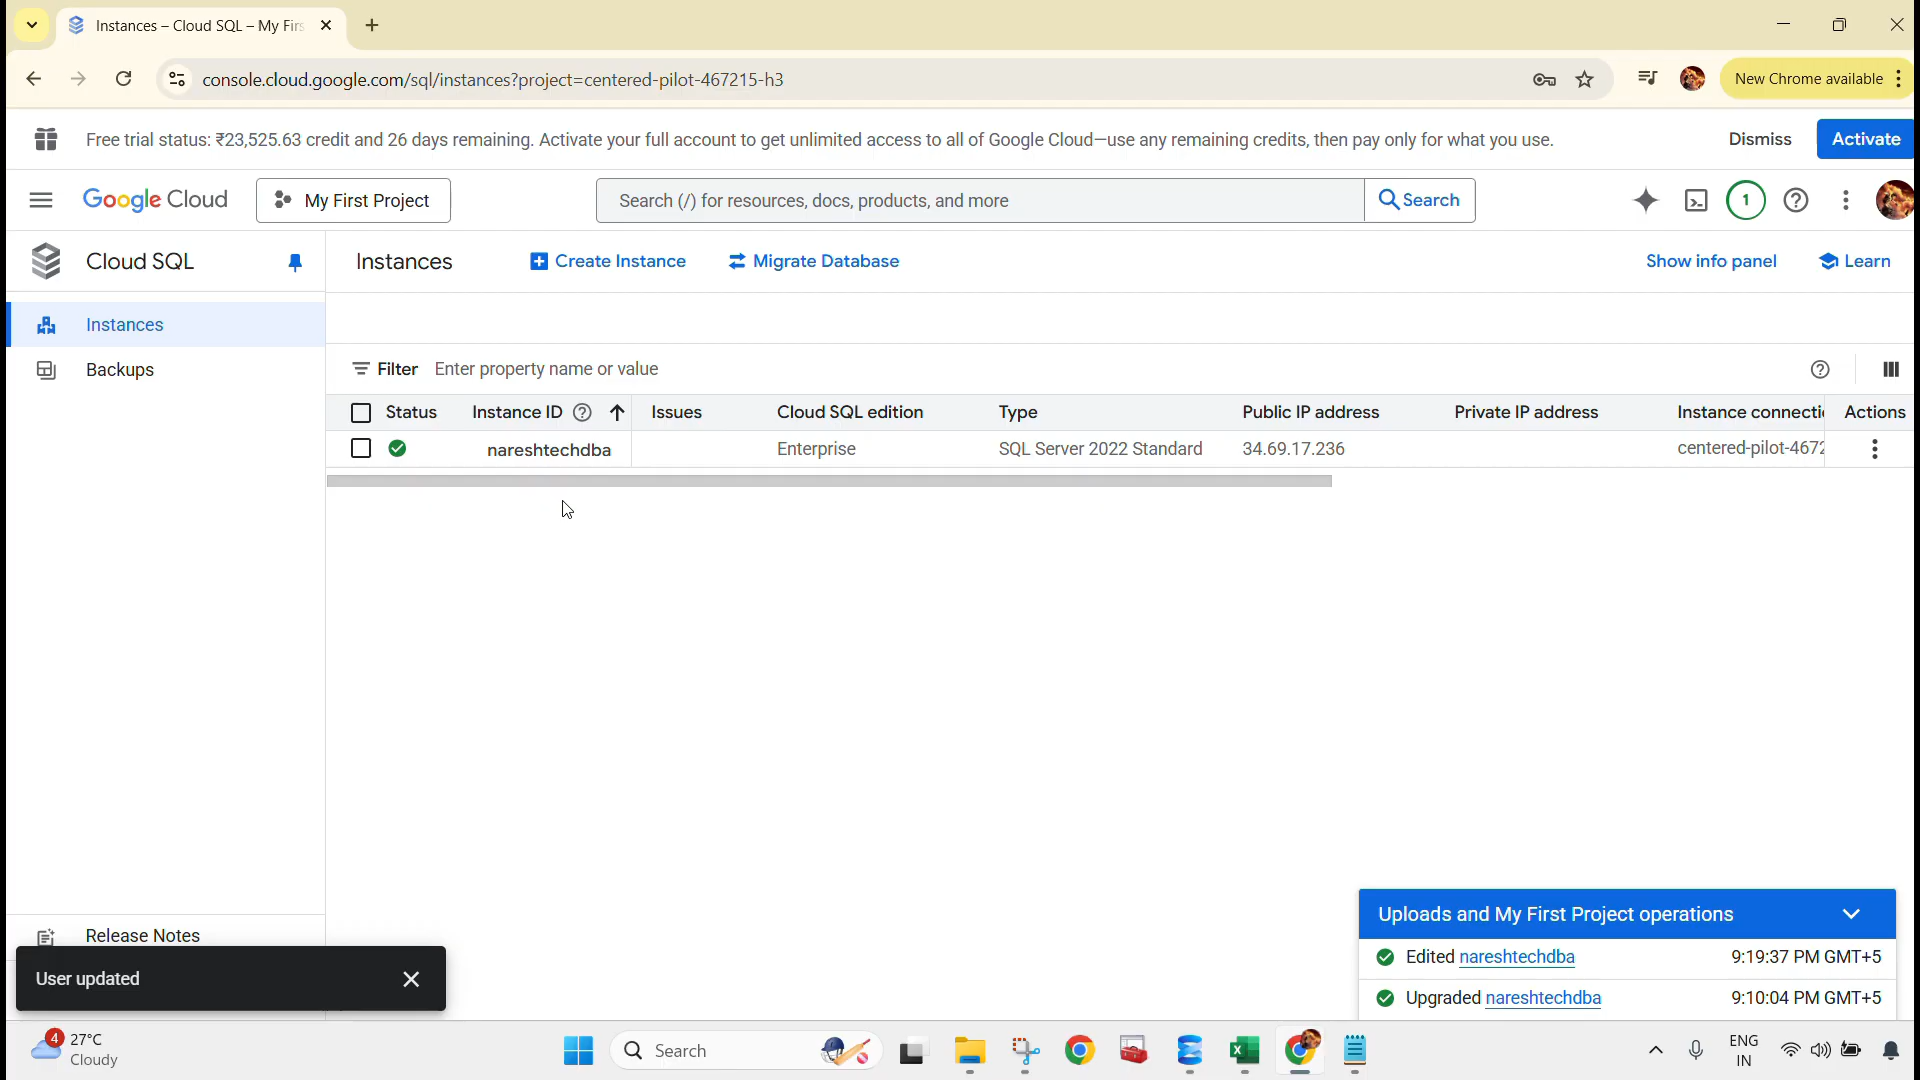 Instances – Cloud SQL – My Firs
console.cloud.google.com/sql/instances?project=centered-pilot-467215-h3
New Chrome available
Free trial status: ₹23,525.63 credit and 26 days remaining. Activate your full account to get unlimited access to all of Google Cloud—use any remaining credits, then pay only for what you use.
Dismiss
Activate
Google Cloud
My First Project
Search (/) for resources, docs, products, and more
Search
1
Cloud SQL
Instances
Create Instance
Migrate Database
Show info panel
Learn
Instances
Backups
Filter Enter property name or value
Status Instance ID Issues Cloud SQL edition Type Public IP address Private IP address Instance connecti Actions
nareshtechdba Enterprise SQL Server 2022 Standard 34.69.17.236 centered-pilot-4672
Release Notes
User updated
Uploads and My First Project operations
Edited nareshtechdba 9:19:37 PM GMT+5
Upgraded nareshtechdba 9:10:04 PM GMT+5
4
27°C
Cloudy
Search
ENG
IN